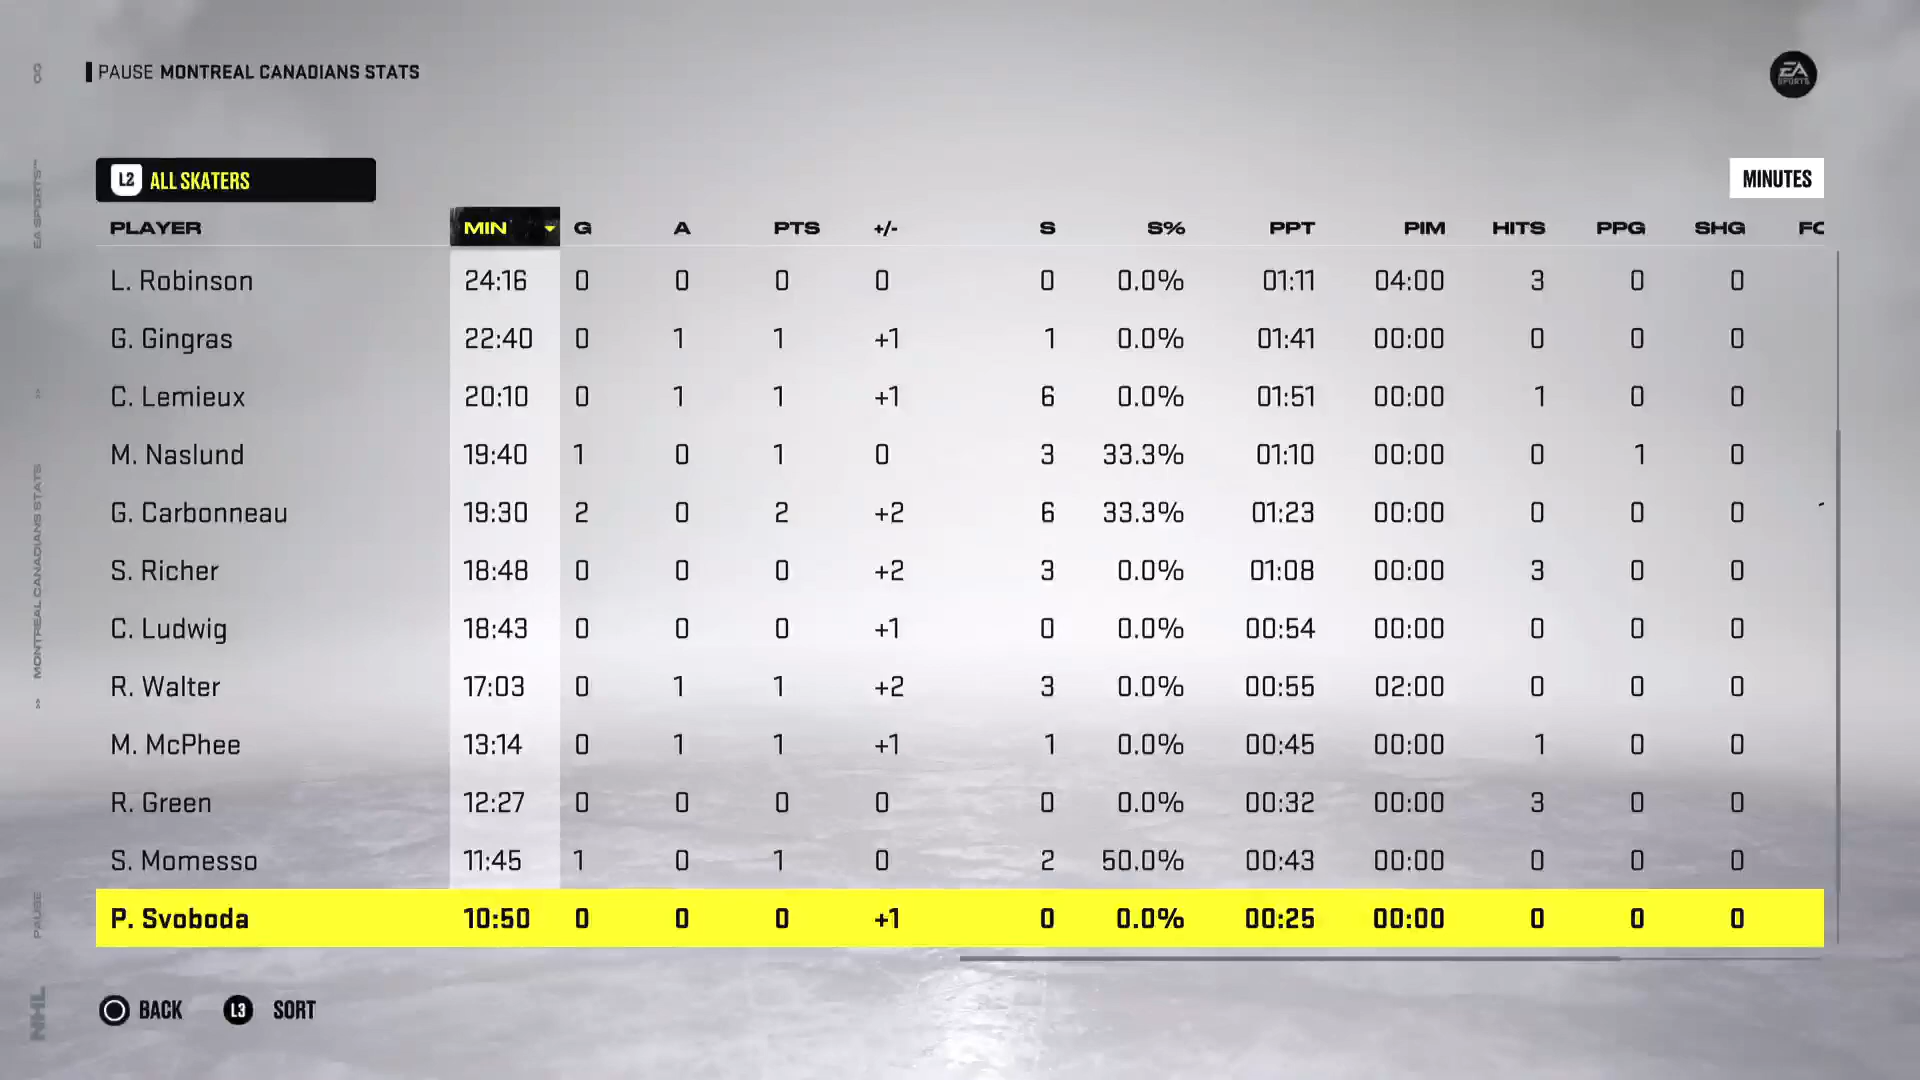 PAUSE MONTREAL CANADIANS STATS
EA SPORTS
L2 ALL SKATERS
MINUTES
PLAYER MIN G A PTS +/- S S% PPT PIM HITS PPG SHG FO
L. Robinson 24:16 0 0 0 0 0 0.0% 01:11 04:00 3 0 0
G. Gingras 22:40 0 1 1 +1 1 0.0% 01:41 00:00 0 0 0
C. Lemieux 20:10 0 1 1 +1 6 0.0% 01:51 00:00 1 0 0
M. Naslund 19:40 1 0 1 0 3 33.3% 01:10 00:00 0 1 0
G. Carbonneau 19:30 2 0 2 +2 6 33.3% 01:23 00:00 0 0 0
S. Richer 18:48 0 0 0 +2 3 0.0% 01:08 00:00 3 0 0
C. Ludwig 18:43 0 0 0 +1 0 0.0% 00:54 00:00 0 0 0
R. Walter 17:03 0 1 1 +2 3 0.0% 00:55 02:00 0 0 0
M. McPhee 13:14 0 1 1 +1 1 0.0% 00:45 00:00 1 0 0
R. Green 12:27 0 0 0 0 0 0.0% 00:32 00:00 3 0 0
S. Momesso 11:45 1 0 1 0 2 50.0% 00:43 00:00 0 0 0
P. Svoboda 10:50 0 0 0 +1 0 0.0% 00:25 00:00 0 0 0
BACK L3 SORT
NHL PAUSE >> MONTREAL CANADIANS STATS >> EA SPORTS™